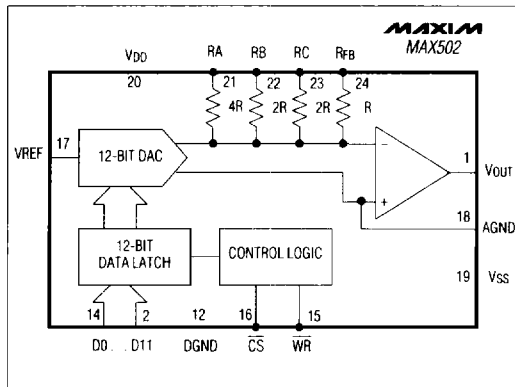 MAXIM
MAX502
VDD RA RB RC RFB
20 21 22 23 24
4R 2R 2R R
VREF 17 12-BIT DAC − 1 VOUT
+ 18 AGND
12-BIT DATA LATCH CONTROL LOGIC
19 VSS
14 2 12 16 15
D0...D11 DGND CS WR